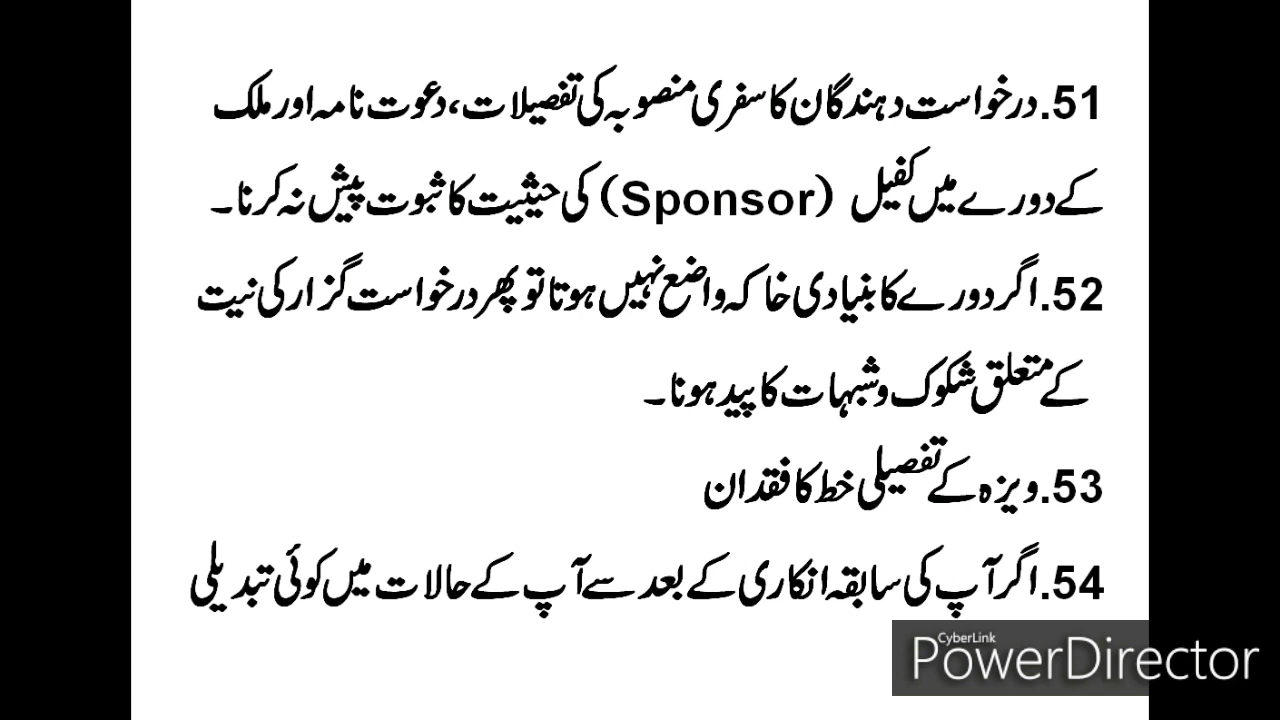 51.درخواست دہندگان کا سفری منصوبہ کی تفصیلات، دعوت نامہ اور ملک
کے دورے میں کفیل (Sponsor) کی حیثیت کا ثبوت پیش نہ کرنا۔
52.اگر دورے کا بنیادی خاکہ واضع نہیں ہوتا تو پھر درخواست گزار کی نیت
کے متعلق شکوک و شبہات کا پید ہونا۔
53.ویزہ کے تفصیلی خط کا فقدان
54.اگر آپ کی سابقہ انکاری کے بعد سے آپ کے حالات میں کوئی تبدیلی
CyberLink
PowerDirector